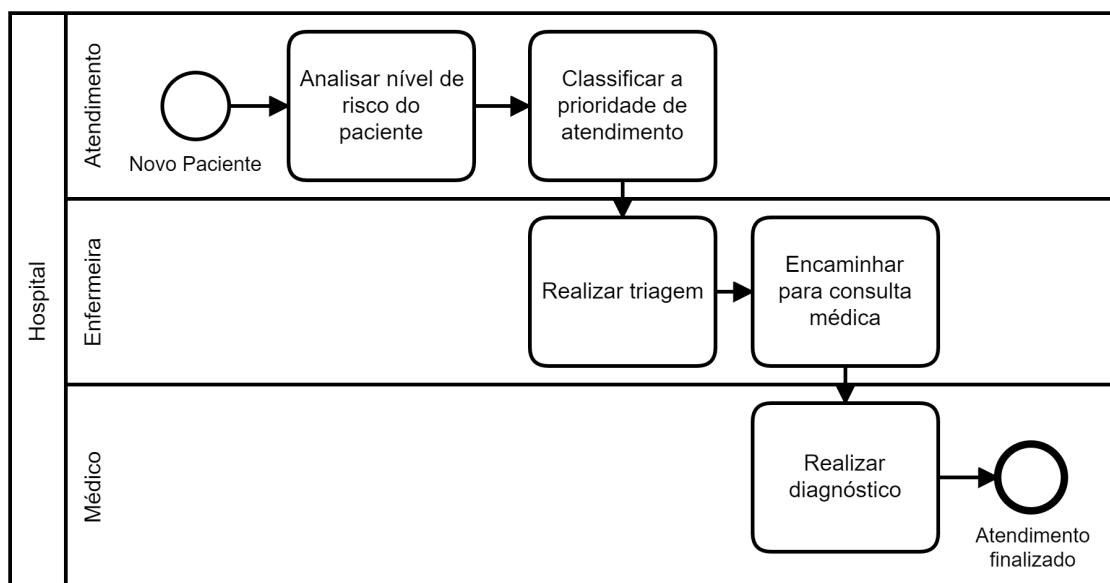 Hospital
Atendimento
Novo Paciente
Analisar nível de
risco do
paciente
Classificar a
prioridade de
atendimento
Enfermeira
Realizar triagem
Encaminhar
para consulta
médica
Médico
Realizar
diagnóstico
Atendimento
finalizado